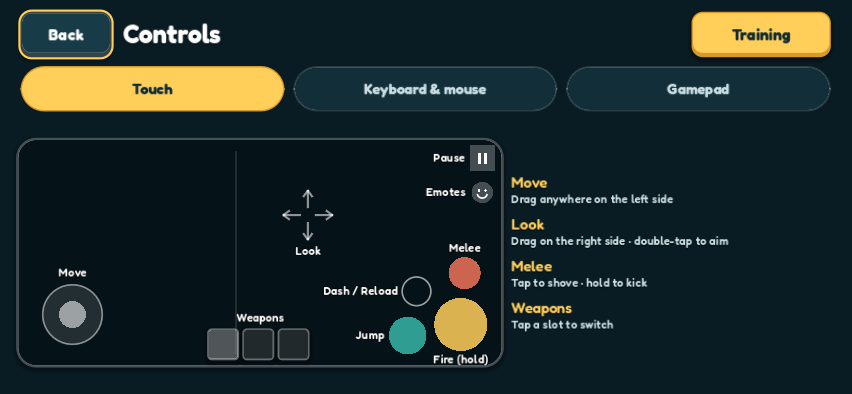 Back
Controls
Training
Touch
Keyboard & mouse
Gamepad
Pause
Emotes
Look
Melee
Move
Dash / Reload
Weapons
Jump
Fire (hold)
Move
Drag anywhere on the left side
Look
Drag on the right side · double-tap to aim
Melee
Tap to shove · hold to kick
Weapons
Tap a slot to switch